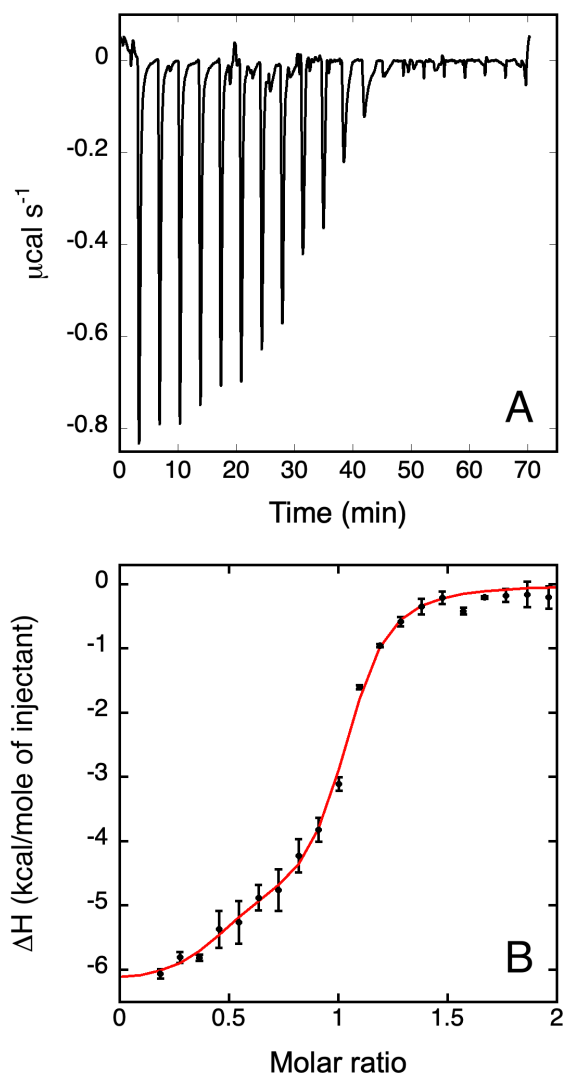 0
-0.2
-0.4
-0.6
-0.8
μcal s⁻¹
A
0 10 20 30 40 50 60 70
Time (min)
0
-1
-2
-3
-4
-5
-6
ΔH (kcal/mole of injectant)
B
0 0.5 1 1.5 2
Molar ratio